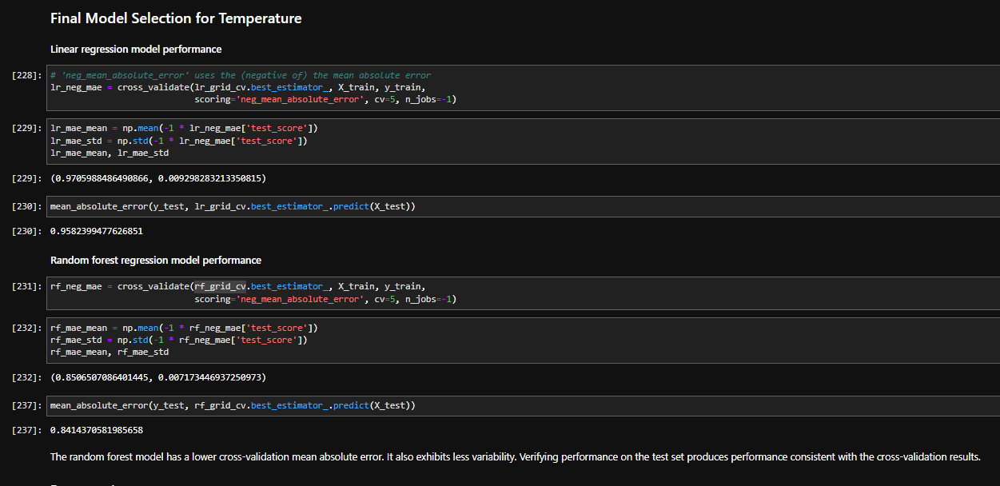 Final Model Selection for Temperature
Linear regression model performance
[228]: # 'neg_mean_absolute_error' uses the (negative of) the mean absolute error
lr_neg_mae = cross_validate(lr_grid_cv.best_estimator_, X_train, y_train,
scoring='neg_mean_absolute_error', cv=5, n_jobs=-1)
[229]: lr_mae_mean = np.mean(-1 * lr_neg_mae['test_score'])
lr_mae_std = np.std(-1 * lr_neg_mae['test_score'])
lr_mae_mean, lr_mae_std
[229]: (0.9705988486490866, 0.009298283213350815)
[230]: mean_absolute_error(y_test, lr_grid_cv.best_estimator_.predict(X_test))
[230]: 0.9582399477626851
Random forest regression model performance
[231]: rf_neg_mae = cross_validate(rf_grid_cv.best_estimator_, X_train, y_train,
scoring='neg_mean_absolute_error', cv=5, n_jobs=-1)
[232]: rf_mae_mean = np.mean(-1 * rf_neg_mae['test_score'])
rf_mae_std = np.std(-1 * rf_neg_mae['test_score'])
rf_mae_mean, rf_mae_std
[232]: (0.8506507086401445, 0.007173446937250973)
[237]: mean_absolute_error(y_test, rf_grid_cv.best_estimator_.predict(X_test))
[237]: 0.8414370581985658
The random forest model has a lower cross-validation mean absolute error. It also exhibits less variability. Verifying performance on the test set produces performance consistent with the cross-validation results.